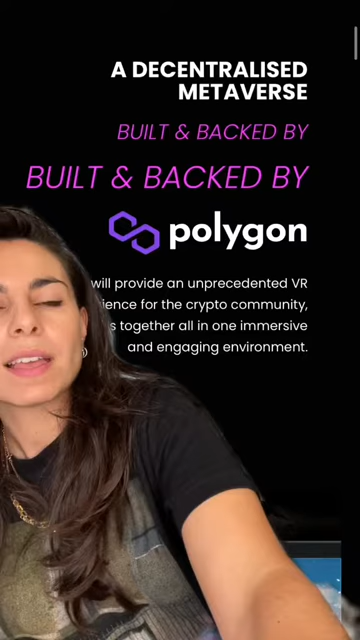 A DECENTRALISED
METAVERSE
BUILT & BACKED BY
BUILT & BACKED BY
polygon
will provide an unprecedented VR
for the crypto community,
together all in one immersive
and engaging environment.